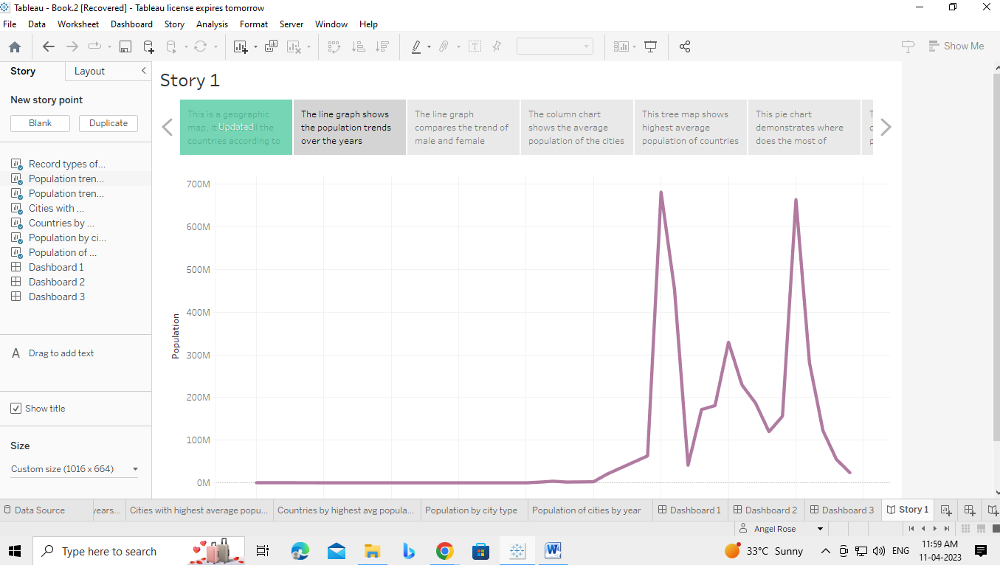 Tableau - Book.2 [Recovered] - Tableau license expires tomorrow
File Data Worksheet Dashboard Story Analysis Format Server Window Help
Show Me
Story Layout
New story point
Blank Duplicate
Record types of...
Population tren...
Population tren...
Cities with ...
Countries by ...
Population by ci...
Population of ...
Dashboard 1
Dashboard 2
Dashboard 3
A Drag to add text
Show title
Size
Custom size (1016 x 664)
Story 1
This is a geographic
map, it all the
countries according to
Updated
The line graph shows
the population trends
over the years
The line graph
compares the trend of
male and female
The column chart
shows the average
population of the cities
This tree map shows
highest average
population of countries
This pie chart
demonstrates where
does the most of
Population
700M
600M
500M
400M
300M
200M
100M
0M
Data Source years... Cities with highest average popu... Countries by highest avg popula... Population by city type Population of cities by year Dashboard 1 Dashboard 2 Dashboard 3 Story 1
Angel Rose
Type here to search
33°C Sunny
ENG
11:59 AM
11-04-2023